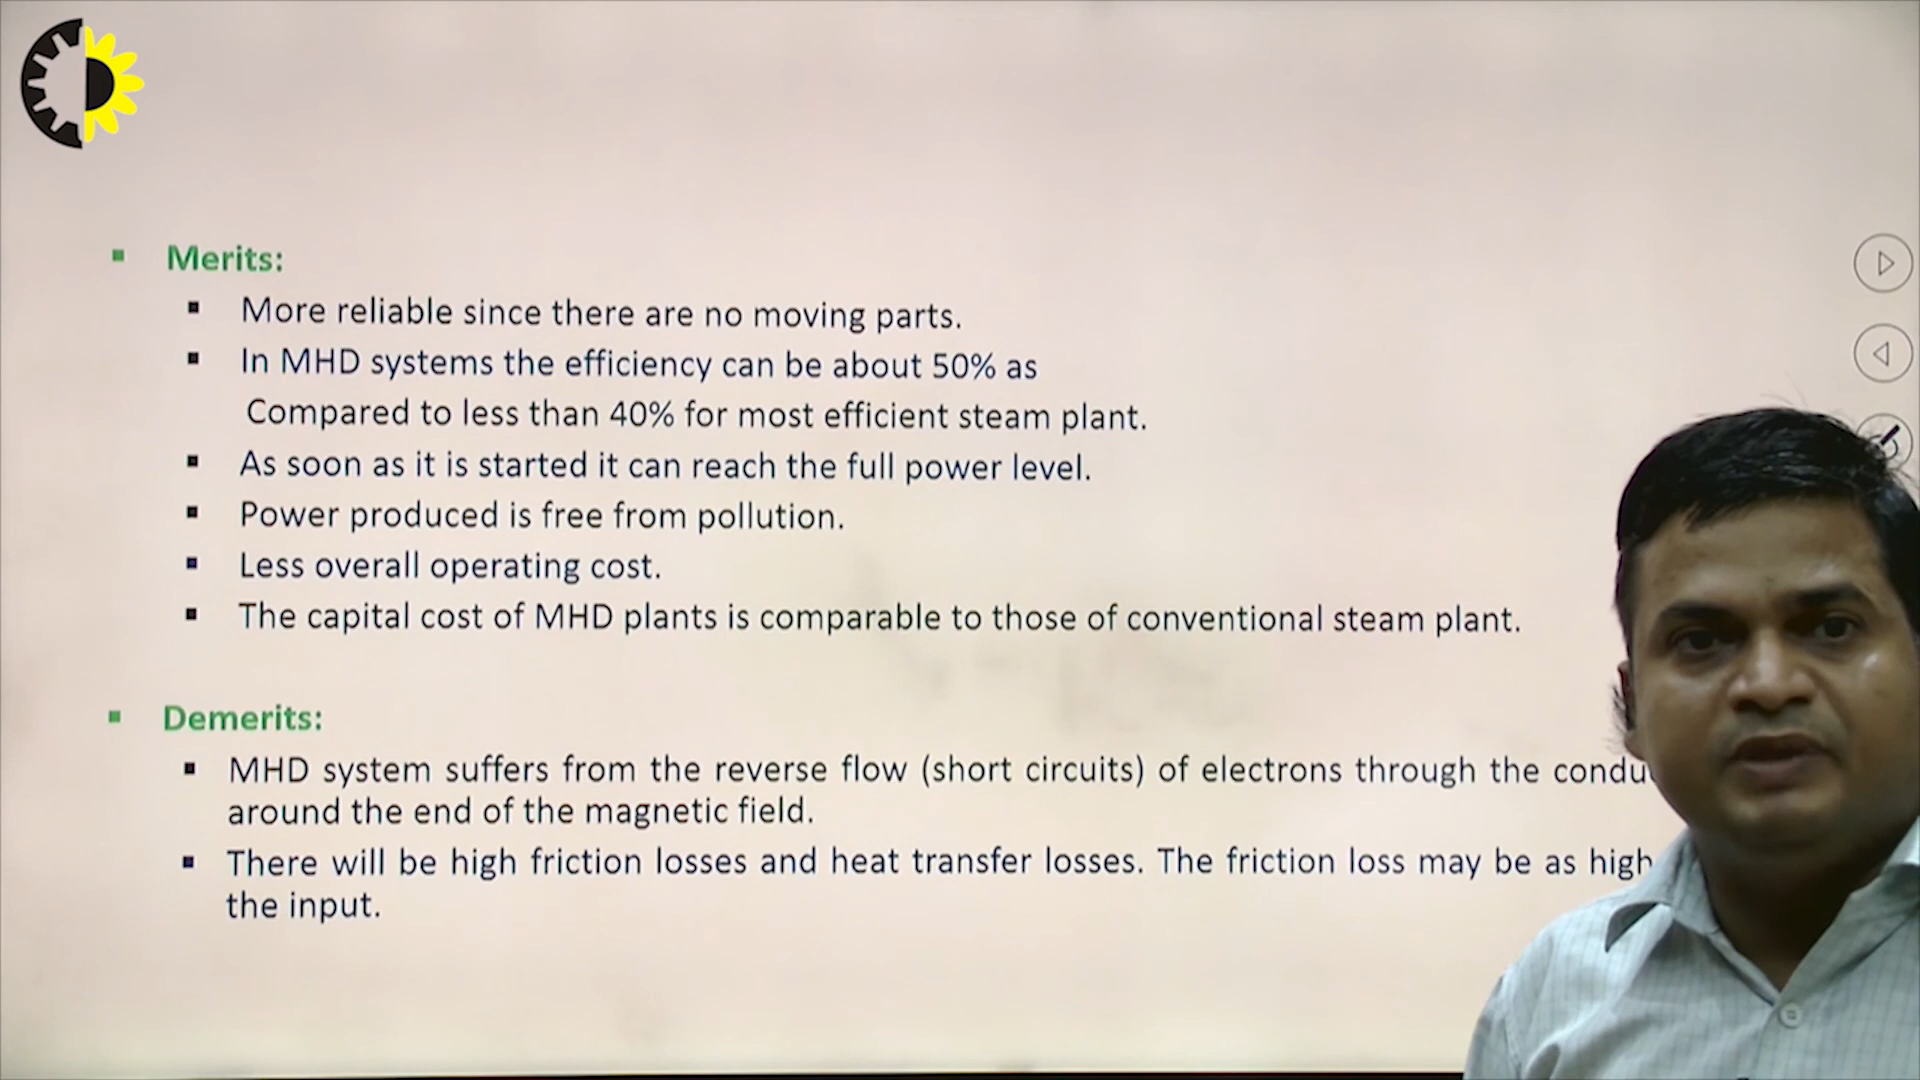 Merits:
More reliable since there are no moving parts.
In MHD systems the efficiency can be about 50% as
Compared to less than 40% for most efficient steam plant.
As soon as it is started it can reach the full power level.
Power produced is free from pollution.
Less overall operating cost.
The capital cost of MHD plants is comparable to those of conventional steam plant.
Demerits:
MHD system suffers from the reverse flow (short circuits) of electrons through the
around the end of the magnetic field.
There will be high friction losses and heat transfer losses. The friction loss may be as high
the input.